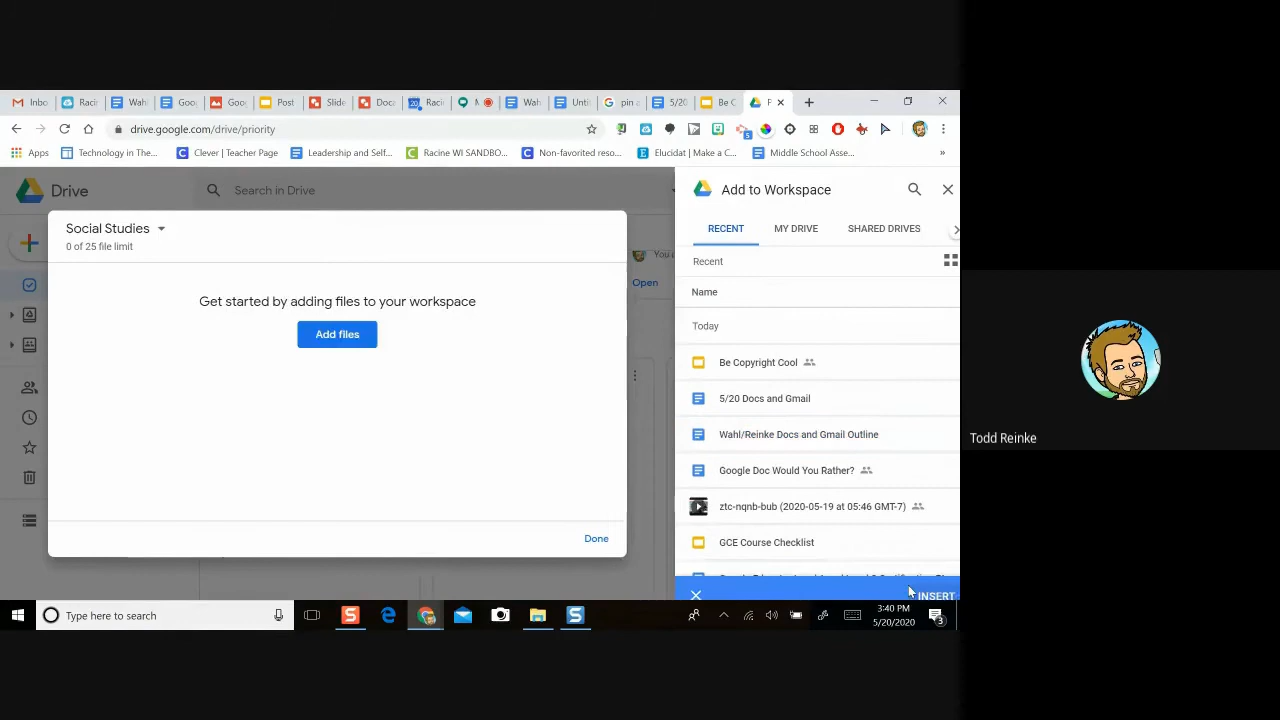 Inbo
Raci
Wah
Goo
Goo
Post
Slide
Doca
Raci
Wah
Unti
pin a
5/20
Be C
drive.google.com/drive/priority
5
Apps
Technology in The...
Clever | Teacher Page
Leadership and Self...
Racine WI SANDBO...
Non-favorited reso...
Elucidat | Make a C...
Middle School Asse...
»
Drive
Search in Drive
Social Studies
0 of 25 file limit
Get started by adding files to your workspace
Add files
Done
You
Open
Add to Workspace
RECENT
MY DRIVE
SHARED DRIVES
Recent
Name
Today
Be Copyright Cool
5/20 Docs and Gmail
Wahl/Reinke Docs and Gmail Outline
Google Doc Would You Rather?
ztc-nqnb-bub (2020-05-19 at 05:46 GMT-7)
GCE Course Checklist
INSERT
Todd Reinke
Type here to search
3:40 PM
5/20/2020
3